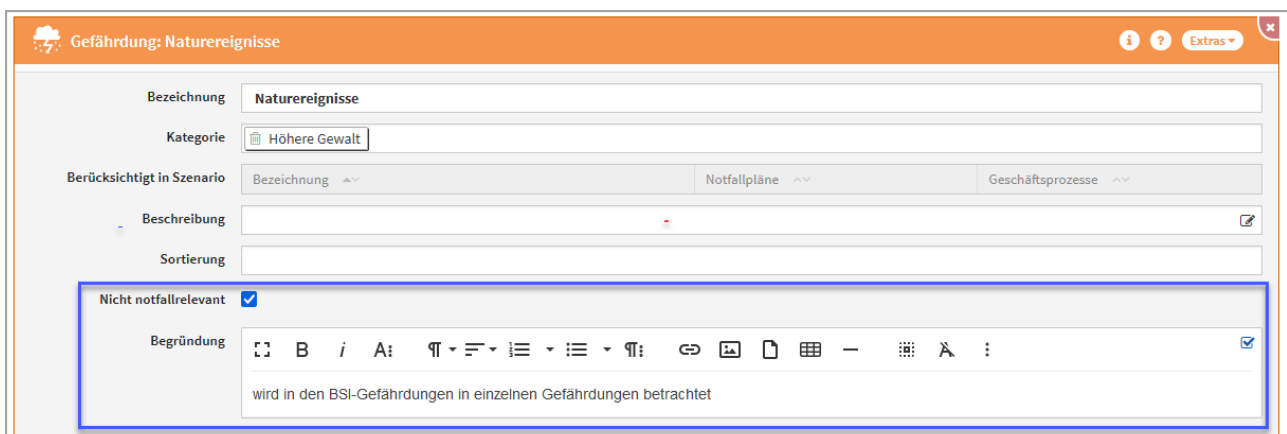 Gefährdung: Naturereignisse i ? Extras
Bezeichnung Naturereignisse
Kategorie Höhere Gewalt
Berücksichtigt in Szenario Bezeichnung Notfallpläne Geschäftsprozesse
Beschreibung
Sortierung
Nicht notfallrelevant
Begründung B i A
wird in den BSI-Gefährdungen in einzelnen Gefährdungen betrachtet